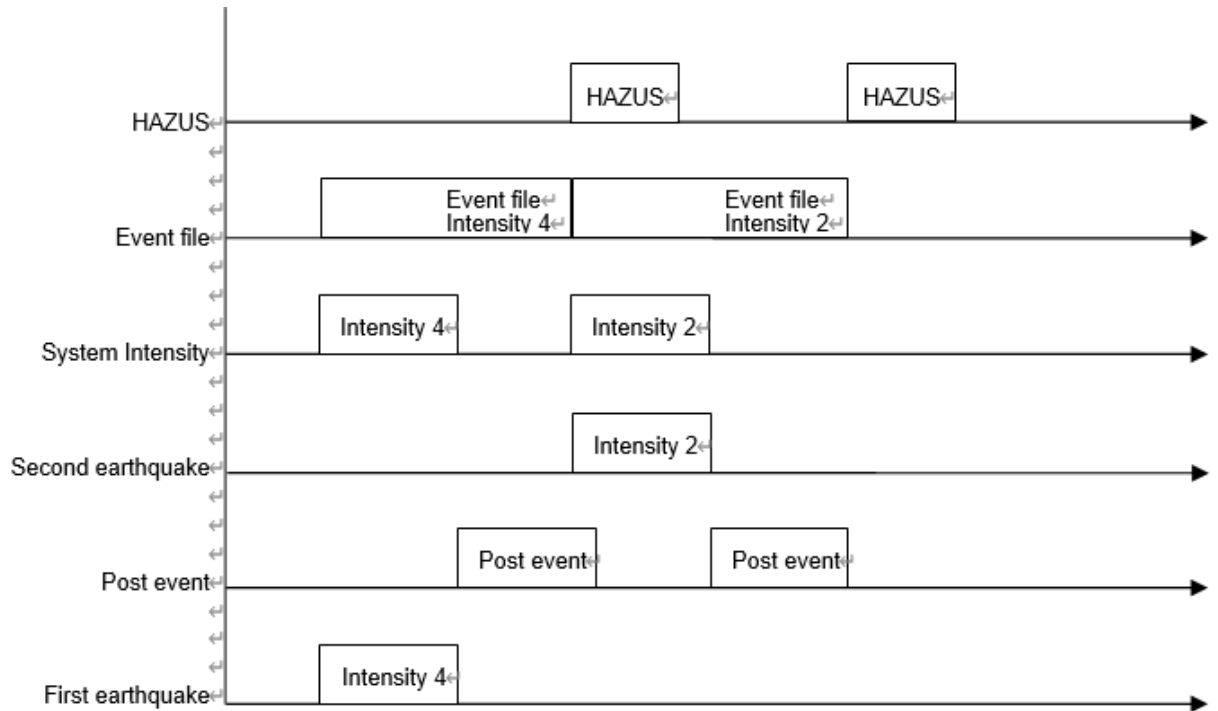 HAZUS
HAZUS
HAZUS
Event file
Intensity 4
Event file
Intensity 2
Event file
Intensity 4
Intensity 2
System Intensity
Intensity 2
Second earthquake
Post event
Post event
Post event
Intensity 4
First earthquake